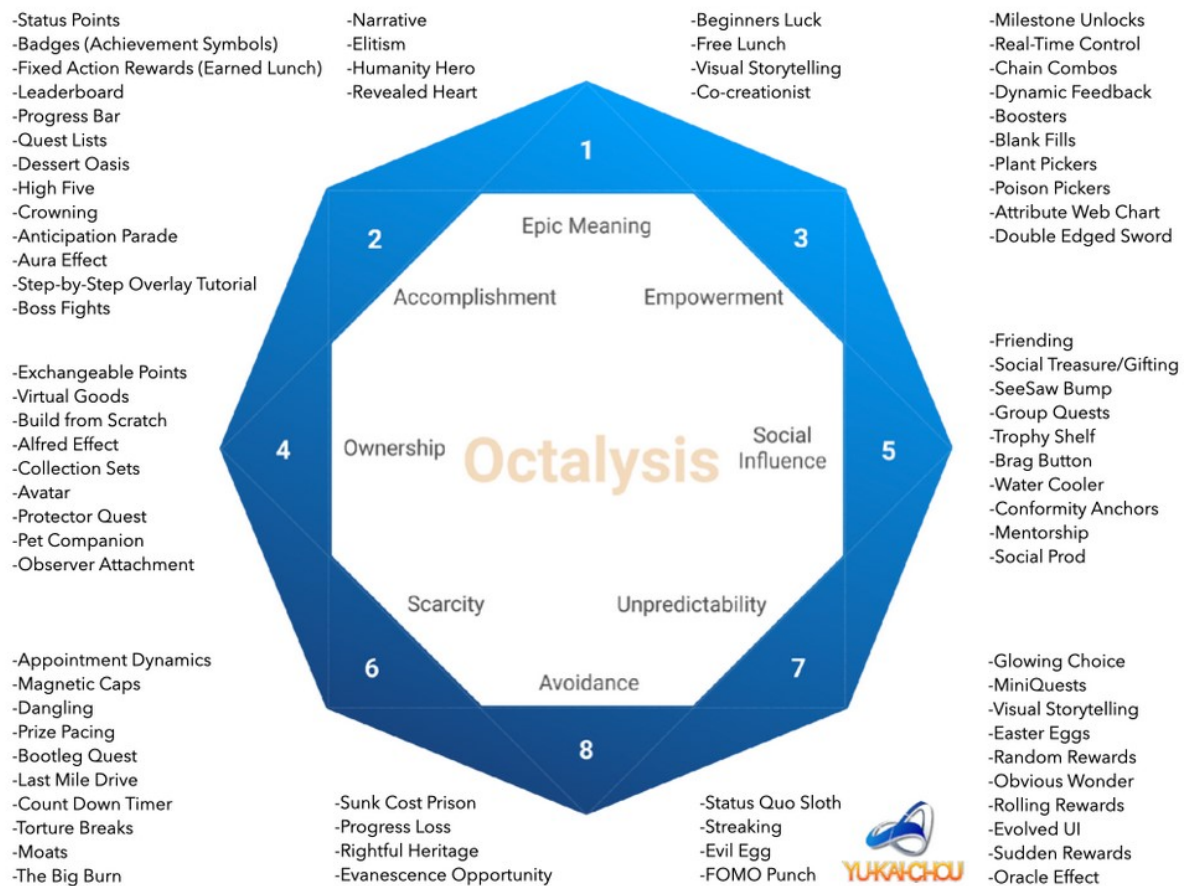 -Status Points
-Badges (Achievement Symbols)
-Fixed Action Rewards (Earned Lunch)
-Leaderboard
-Progress Bar
-Quest Lists
-Dessert Oasis
-High Five
-Crowning
-Anticipation Parade
-Aura Effect
-Step-by-Step Overlay Tutorial
-Boss Fights
-Narrative
-Elitism
-Humanity Hero
-Revealed Heart
-Beginners Luck
-Free Lunch
-Visual Storytelling
-Co-creationist
-Milestone Unlocks
-Real-Time Control
-Chain Combos
-Dynamic Feedback
-Boosters
-Blank Fills
-Plant Pickers
-Poison Pickers
-Attribute Web Chart
-Double Edged Sword
1
Epic Meaning
2
Accomplishment
3
Empowerment
4
Ownership
Octalysis
Social
Influence
5
6
Scarcity
Unpredictability
7
Avoidance
8
-Exchangeable Points
-Virtual Goods
-Build from Scratch
-Alfred Effect
-Collection Sets
-Avatar
-Protector Quest
-Pet Companion
-Observer Attachment
-Friending
-Social Treasure/Gifting
-SeeSaw Bump
-Group Quests
-Trophy Shelf
-Brag Button
-Water Cooler
-Conformity Anchors
-Mentorship
-Social Prod
-Appointment Dynamics
-Magnetic Caps
-Dangling
-Prize Pacing
-Bootleg Quest
-Last Mile Drive
-Count Down Timer
-Torture Breaks
-Moats
-The Big Burn
-Sunk Cost Prison
-Progress Loss
-Rightful Heritage
-Evanescence Opportunity
-Status Quo Sloth
-Streaking
-Evil Egg
-FOMO Punch
YU-KAI CHOU
-Glowing Choice
-MiniQuests
-Visual Storytelling
-Easter Eggs
-Random Rewards
-Obvious Wonder
-Rolling Rewards
-Evolved UI
-Sudden Rewards
-Oracle Effect